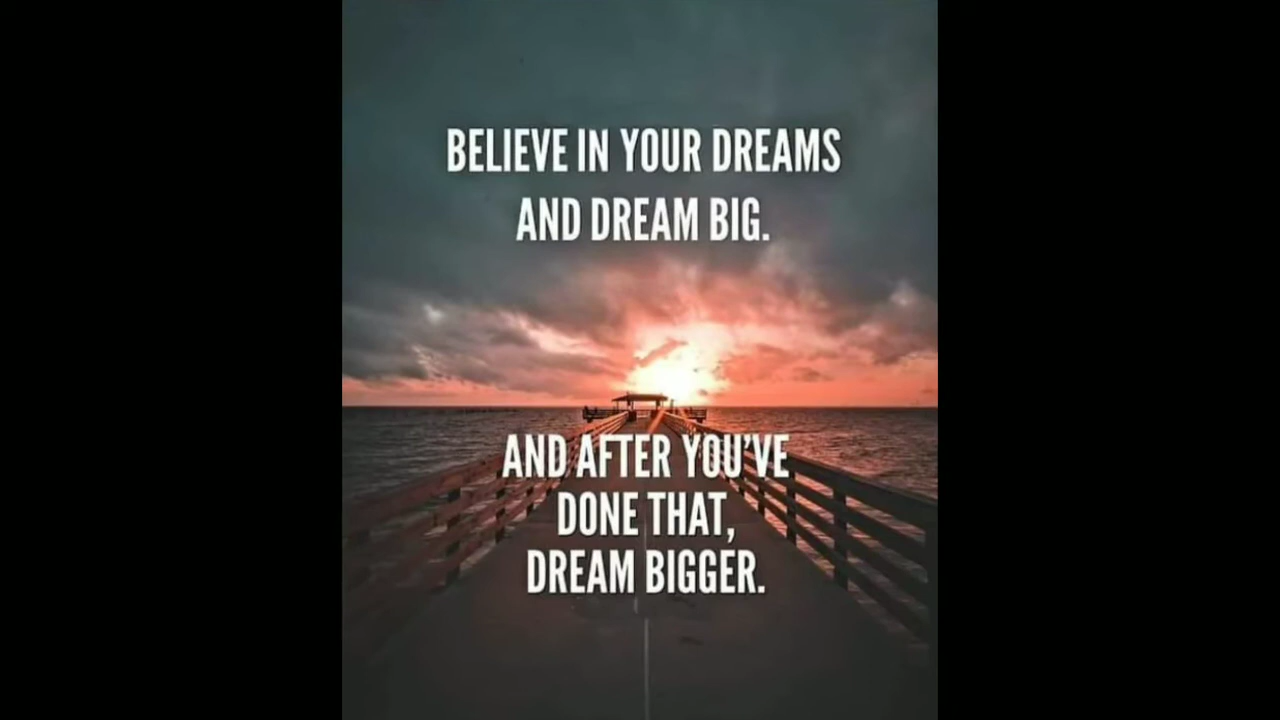 BELIEVE IN YOUR DREAMS
AND DREAM BIG.
AND AFTER YOU'VE
DONE THAT,
DREAM BIGGER.